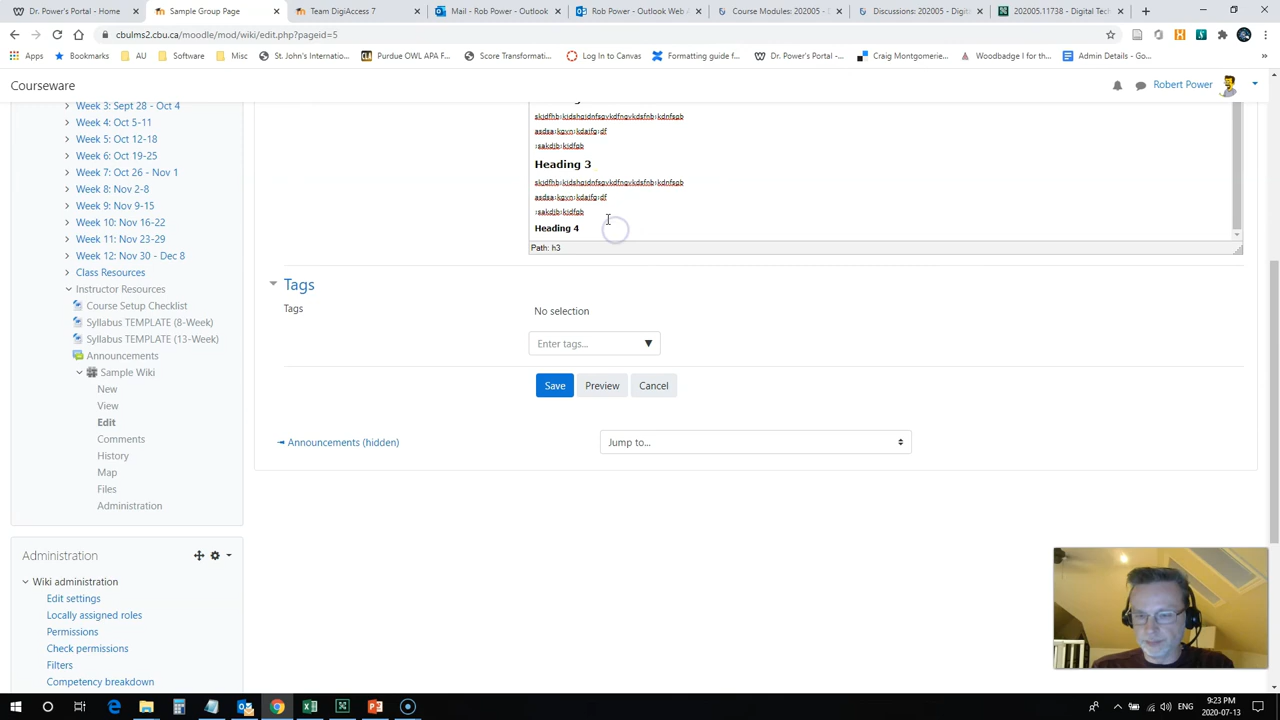 Dr. Power's Portal - Home
Sample Group Page
Team DigiAccess 7
Mail - Rob Power - Outlook
Rob Power - Outlook Web
Course Modules: 202005 - D
Discussions: 202005 - Digit
202005.11738 - Digital Tech
cbulms2.cbu.ca/moodle/mod/wiki/edit.php?pageid=5
Apps
Bookmarks
AU
Software
Misc
St. John's Internatio...
Purdue OWL APA F...
Score Transformati...
Log In to Canvas
Formatting guide f...
Dr. Power's Portal -...
Craig Montgomerie...
Woodbadge I for th...
Admin Details - Go...
Courseware
Robert Power
Week 3: Sept 28 - Oct 4
Week 4: Oct 5-11
Week 5: Oct 12-18
Week 6: Oct 19-25
Week 7: Oct 26 - Nov 1
Week 8: Nov 2-8
Week 9: Nov 9-15
Week 10: Nov 16-22
Week 11: Nov 23-29
Week 12: Nov 30 - Dec 8
Class Resources
Instructor Resources
Course Setup Checklist
Syllabus TEMPLATE (8-Week)
Syllabus TEMPLATE (13-Week)
Announcements
Sample Wiki
New
View
Edit
Comments
History
Map
Files
Administration
Administration
Wiki administration
Edit settings
Locally assigned roles
Permissions
Check permissions
Filters
Competency breakdown
Heading 3
Heading 4
Path: h3
Tags
Tags
No selection
Enter tags...
Save
Preview
Cancel
Announcements (hidden)
Jump to...
ENG
9:23 PM
2020-07-13